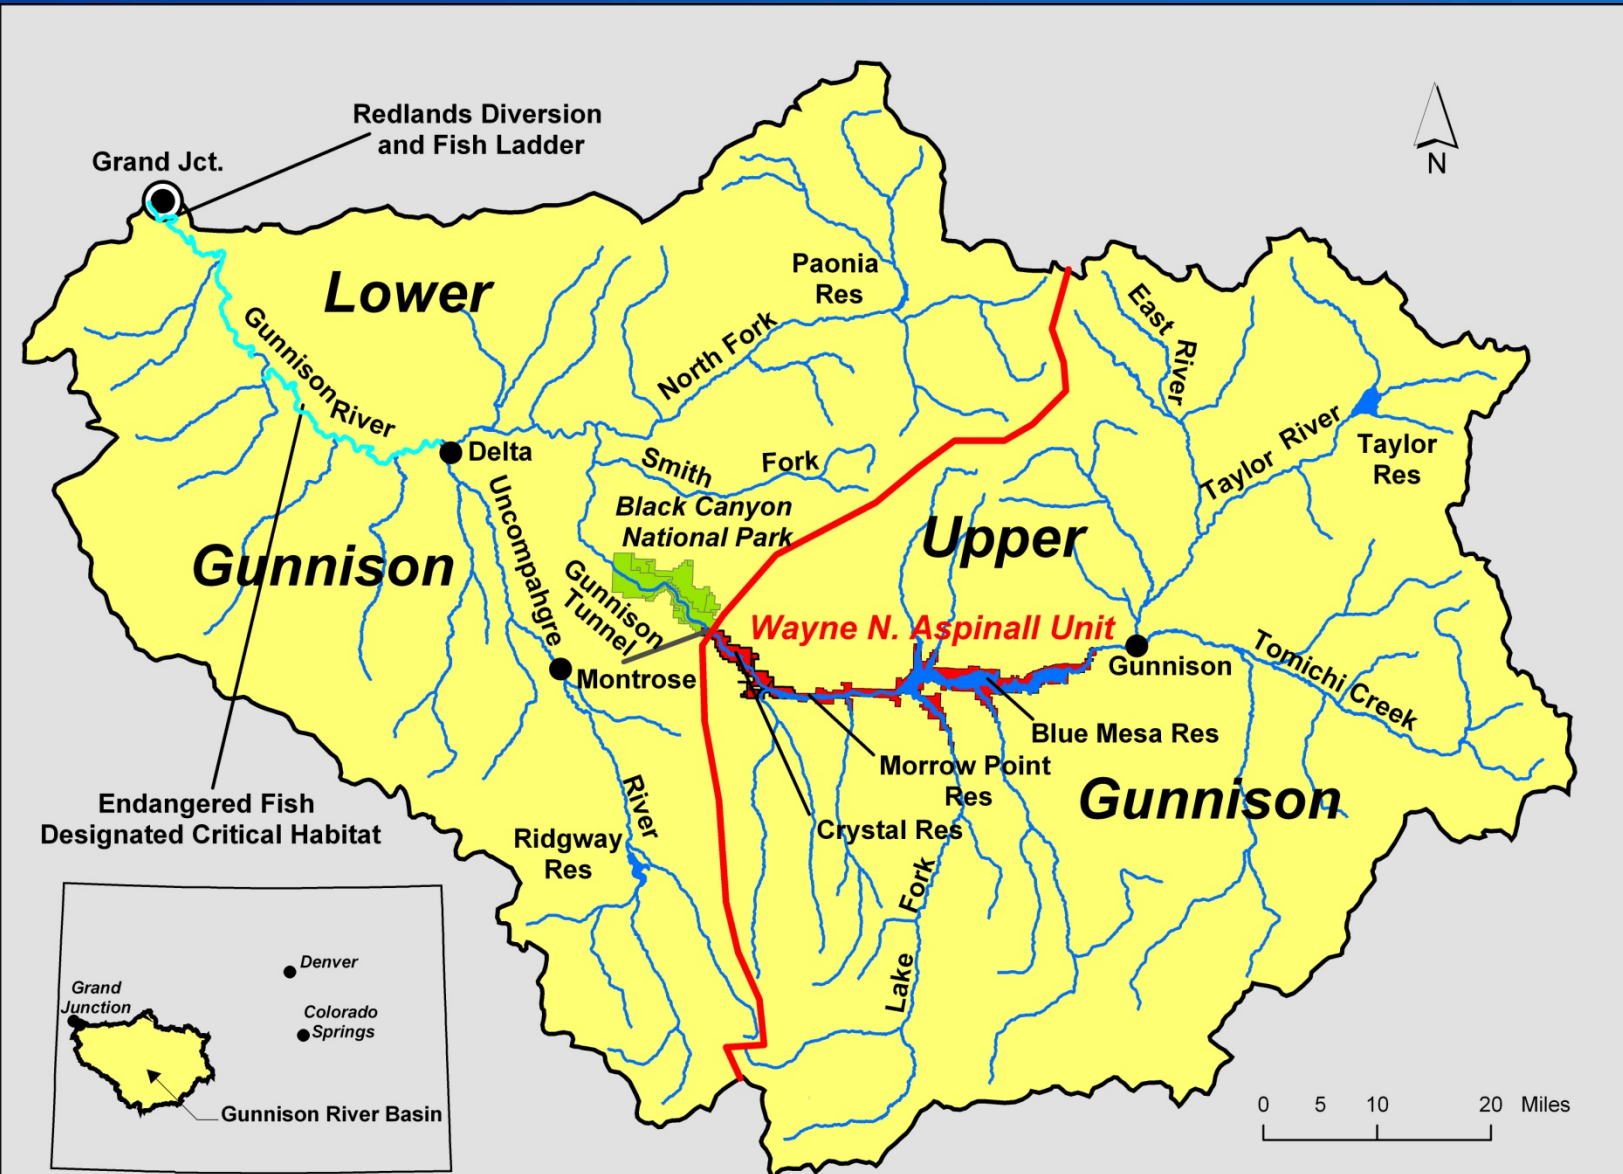 Redlands Diversion
and Fish Ladder
Grand Jct.
N
Lower
Gunnison
Gunnison River
Paonia
Res
North Fork
East River
Taylor River
Taylor
Res
Delta
Smith Fork
Black Canyon
National Park
Uncompahgre
River
Gunnison
Tunnel
Upper
Gunnison
Wayne N. Aspinall Unit
Gunnison
Tomichi Creek
Montrose
Blue Mesa Res
Morrow Point
Res
Crystal Res
Endangered Fish
Designated Critical Habitat
Ridgway
Res
Lake Fork
Denver
Grand
Junction
Colorado
Springs
Gunnison River Basin
0 5 10 20 Miles